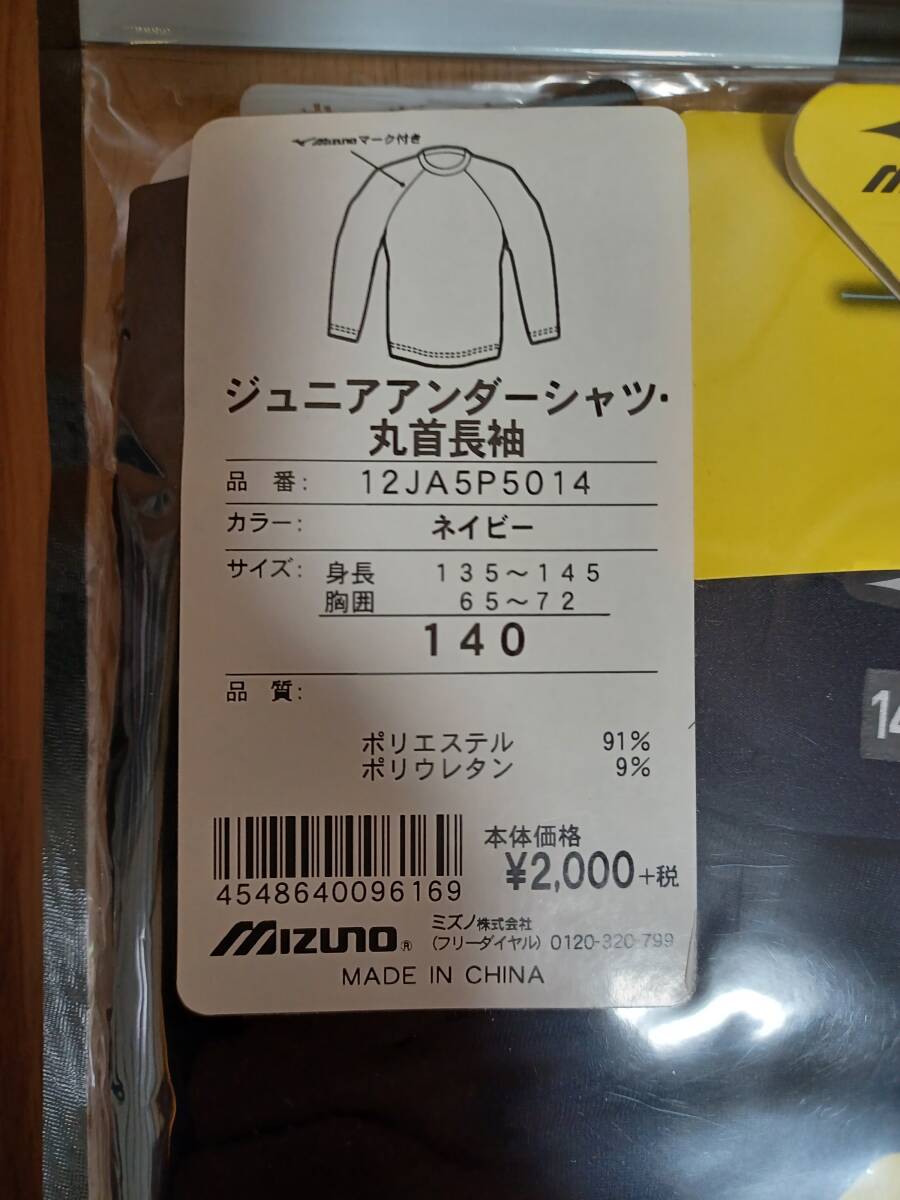 Mizunoマーク付き
ジュニアアンダーシャツ・
丸首長袖
品 番: 12JA5P5014
カラー: ネイビー
サイズ: 身長 135～145
胸囲 65～72
140
品 質:
ポリエステル 91%
ポリウレタン 9%
本体価格
¥2,000+税
4548640096169
MIZUNO® ミズノ株式会社
(フリーダイヤル) 0120-320-799
MADE IN CHINA